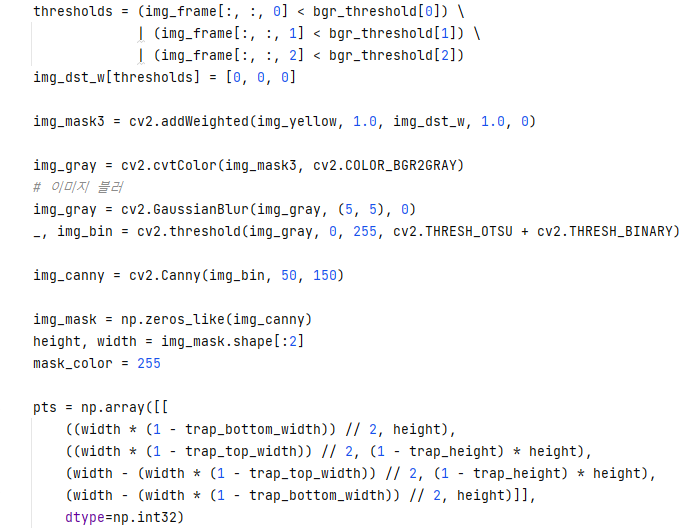 thresholds = (img_frame[:, :, 0] < bgr_threshold[0]) \
| (img_frame[:, :, 1] < bgr_threshold[1]) \
| (img_frame[:, :, 2] < bgr_threshold[2])
img_dst_w[thresholds] = [0, 0, 0]
img_mask3 = cv2.addWeighted(img_yellow, 1.0, img_dst_w, 1.0, 0)
img_gray = cv2.cvtColor(img_mask3, cv2.COLOR_BGR2GRAY)
# 이미지 블러
img_gray = cv2.GaussianBlur(img_gray, (5, 5), 0)
_, img_bin = cv2.threshold(img_gray, 0, 255, cv2.THRESH_OTSU + cv2.THRESH_BINARY)
img_canny = cv2.Canny(img_bin, 50, 150)
img_mask = np.zeros_like(img_canny)
height, width = img_mask.shape[:2]
mask_color = 255
pts = np.array([[
((width * (1 - trap_bottom_width)) // 2, height),
((width * (1 - trap_top_width)) // 2, (1 - trap_height) * height),
(width - (width * (1 - trap_top_width)) // 2, (1 - trap_height) * height),
(width - (width * (1 - trap_bottom_width)) // 2, height)]],
dtype=np.int32)